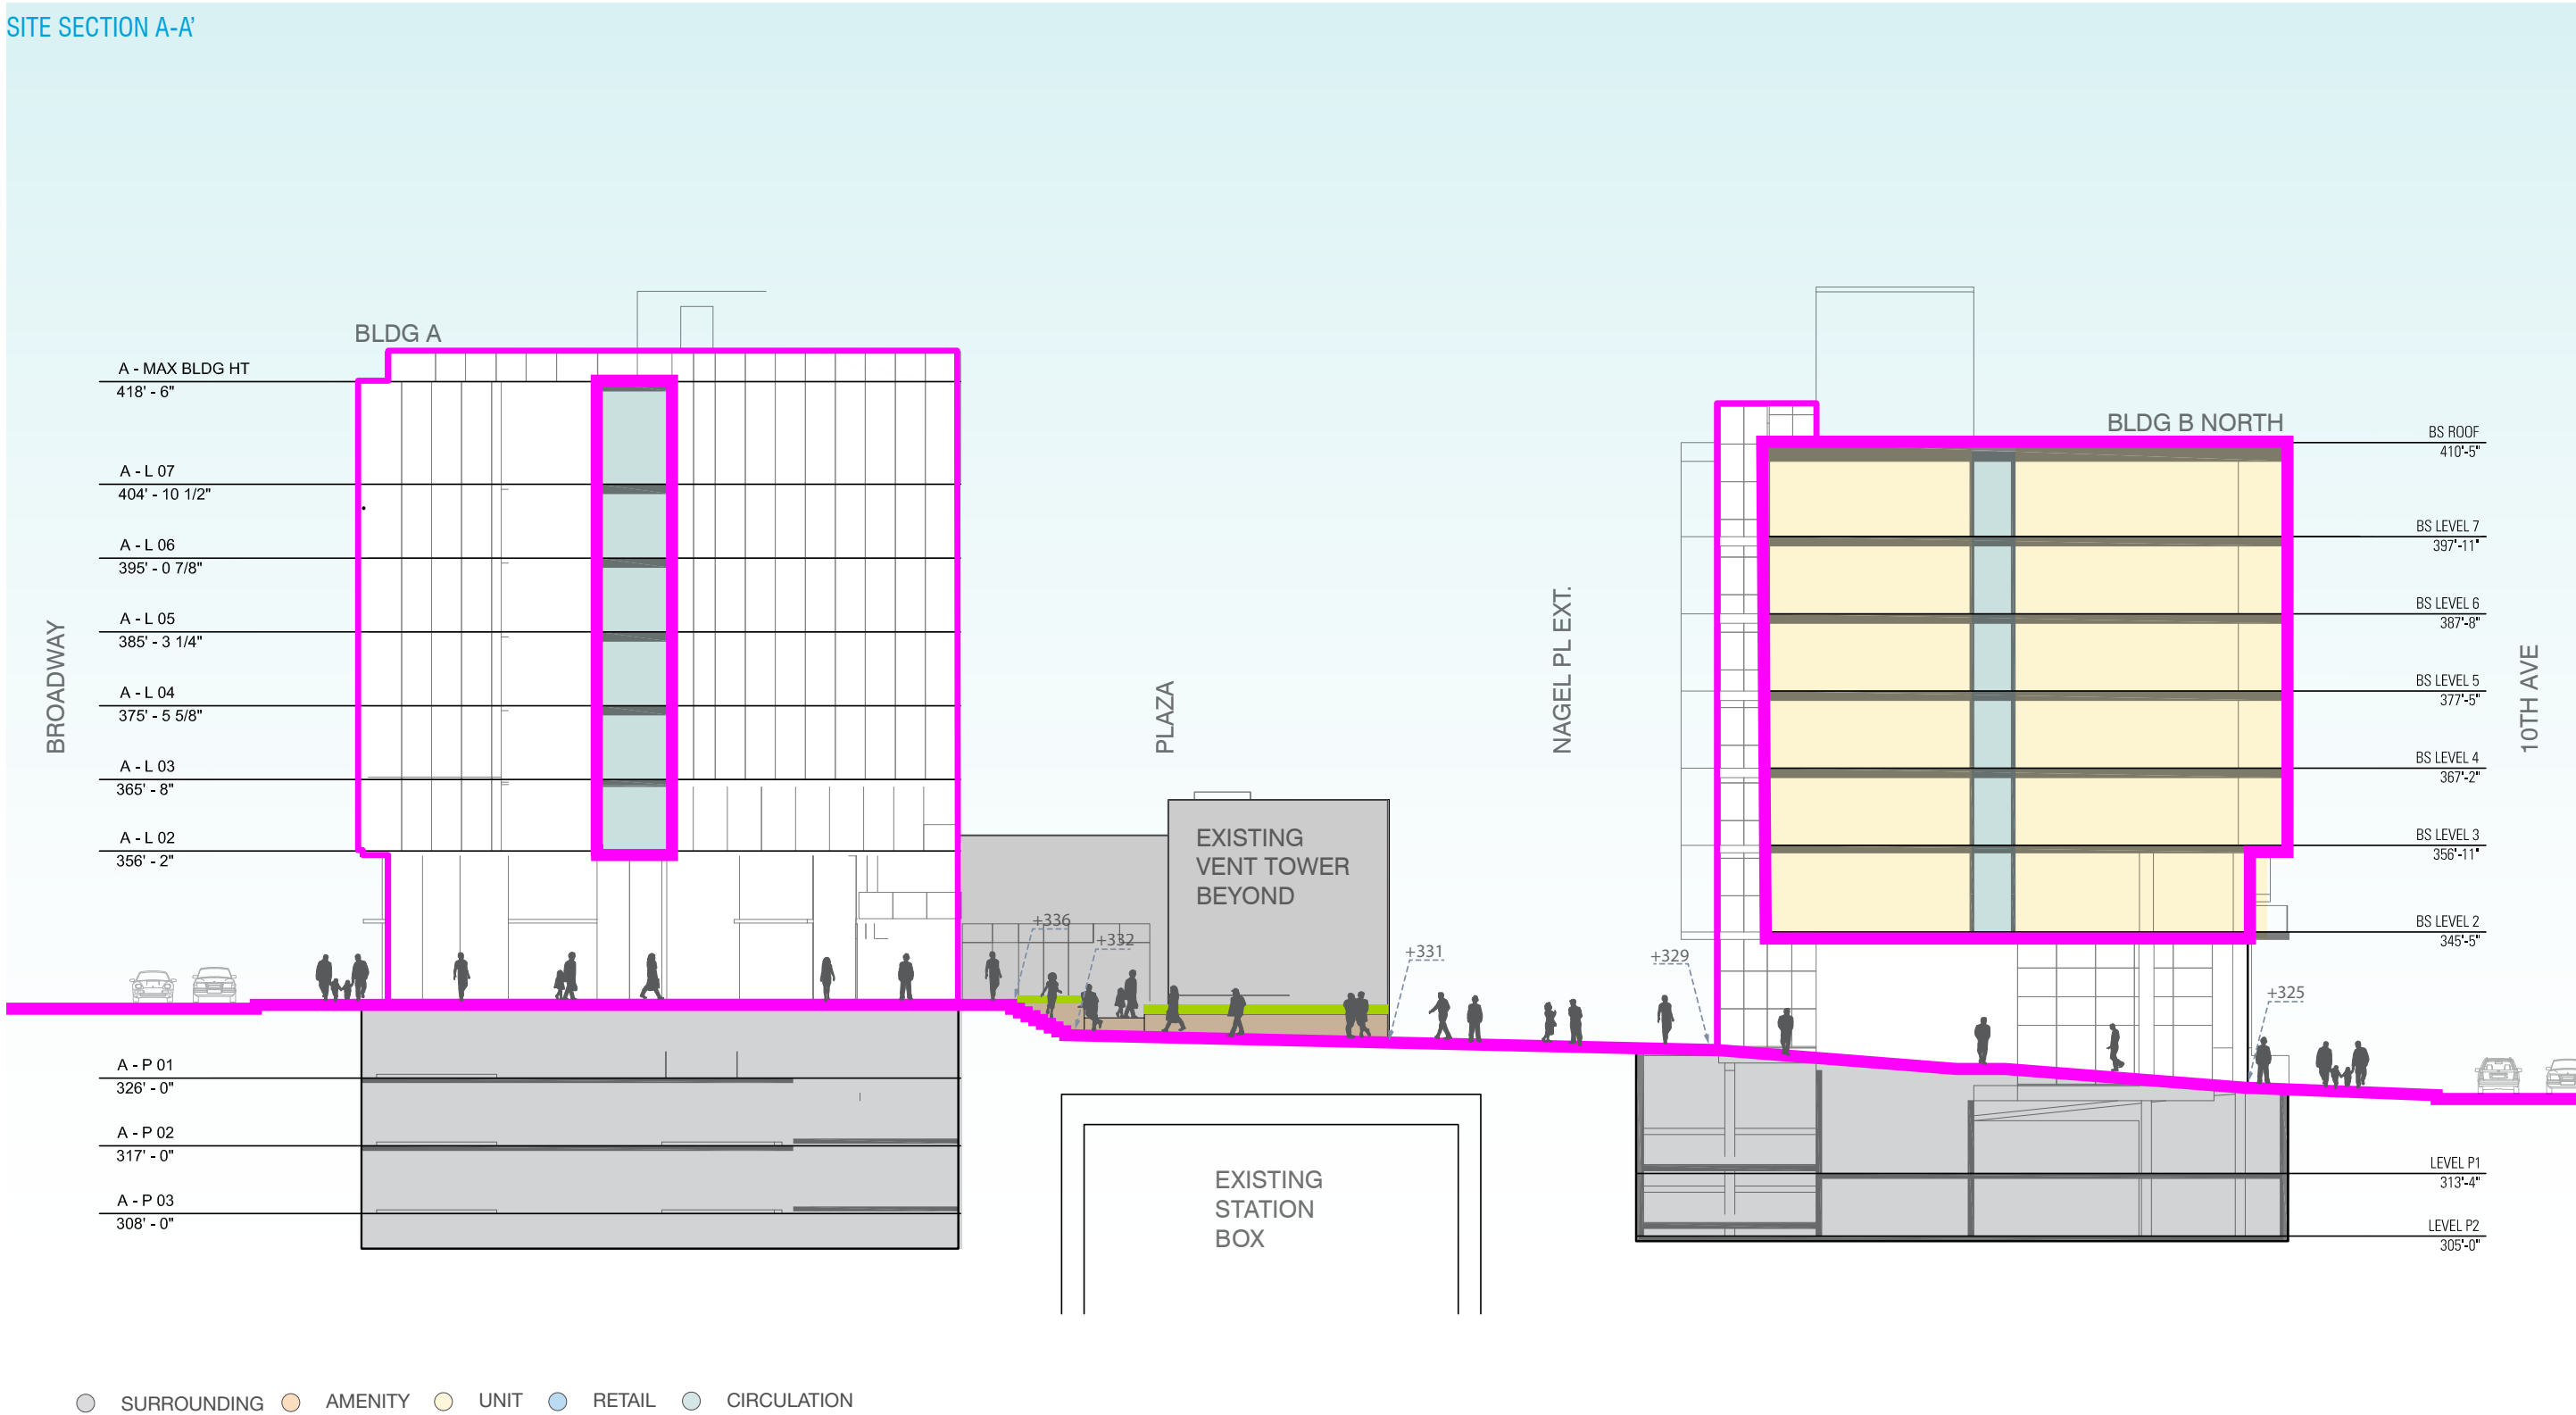 SITE SECTION A-A'
BLDG A
A - MAX BLDG HT
418' - 6"
A - L 07
404' - 10 1/2"
A - L 06
395' - 0 7/8"
A - L 05
385' - 3 1/4"
A - L 04
375' - 5 5/8"
A - L 03
365' - 8"
A - L 02
356' - 2"
A - P 01
326' - 0"
A - P 02
317' - 0"
A - P 03
308' - 0"
BROADWAY
PLAZA
NAGEL PL EXT.
10TH AVE
EXISTING
VENT TOWER
BEYOND
+336
+332
+331
+329
+325
EXISTING
STATION
BOX
BLDG B NORTH
BS ROOF
410'-5"
BS LEVEL 7
397'-11"
BS LEVEL 6
387'-8"
BS LEVEL 5
377'-5"
BS LEVEL 4
367'-2"
BS LEVEL 3
356'-11"
BS LEVEL 2
345'-5"
LEVEL P1
313'-4"
LEVEL P2
305'-0"
SURROUNDING AMENITY UNIT RETAIL CIRCULATION